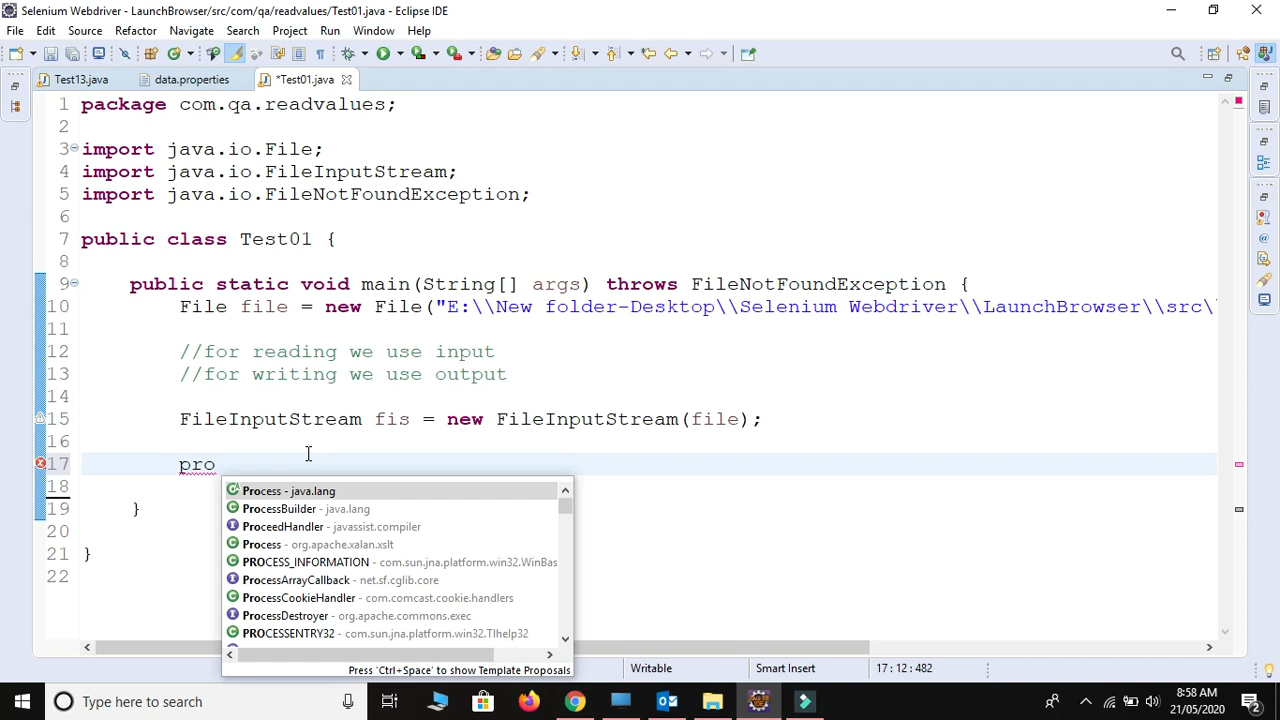 Selenium Webdriver - LaunchBrowser/src/com/qa/readvalues/Test01.java - Eclipse IDE
File Edit Source Refactor Navigate Search Project Run Window Help
Test13.java data.properties *Test01.java
1 package com.qa.readvalues;
2
3 import java.io.File;
4 import java.io.FileInputStream;
5 import java.io.FileNotFoundException;
6
7 public class Test01 {
8
9 public static void main(String[] args) throws FileNotFoundException {
10 File file = new File("E:\\New folder-Desktop\\Selenium Webdriver\\LaunchBrowser\\src\
11
12 //for reading we use input
13 //for writing we use output
14
15 FileInputStream fis = new FileInputStream(file);
16
17 pro
18
19 }
20
21 }
22
Process - java.lang
ProcessBuilder - java.lang
ProceedHandler - javassist.compiler
Process - org.apache.xalan.xslt
PROCESS_INFORMATION - com.sun.jna.platform.win32.WinBas
ProcessArrayCallback - net.sf.cglib.core
ProcessCookieHandler - com.comcast.cookie.handlers
ProcessDestroyer - org.apache.commons.exec
PROCESSENTRY32 - com.sun.jna.platform.win32.Tlhelp32
Press 'Ctrl+Space' to show Template Proposals
Writable Smart Insert 17 : 12 : 482
Type here to search
8:58 AM
21/05/2020
2